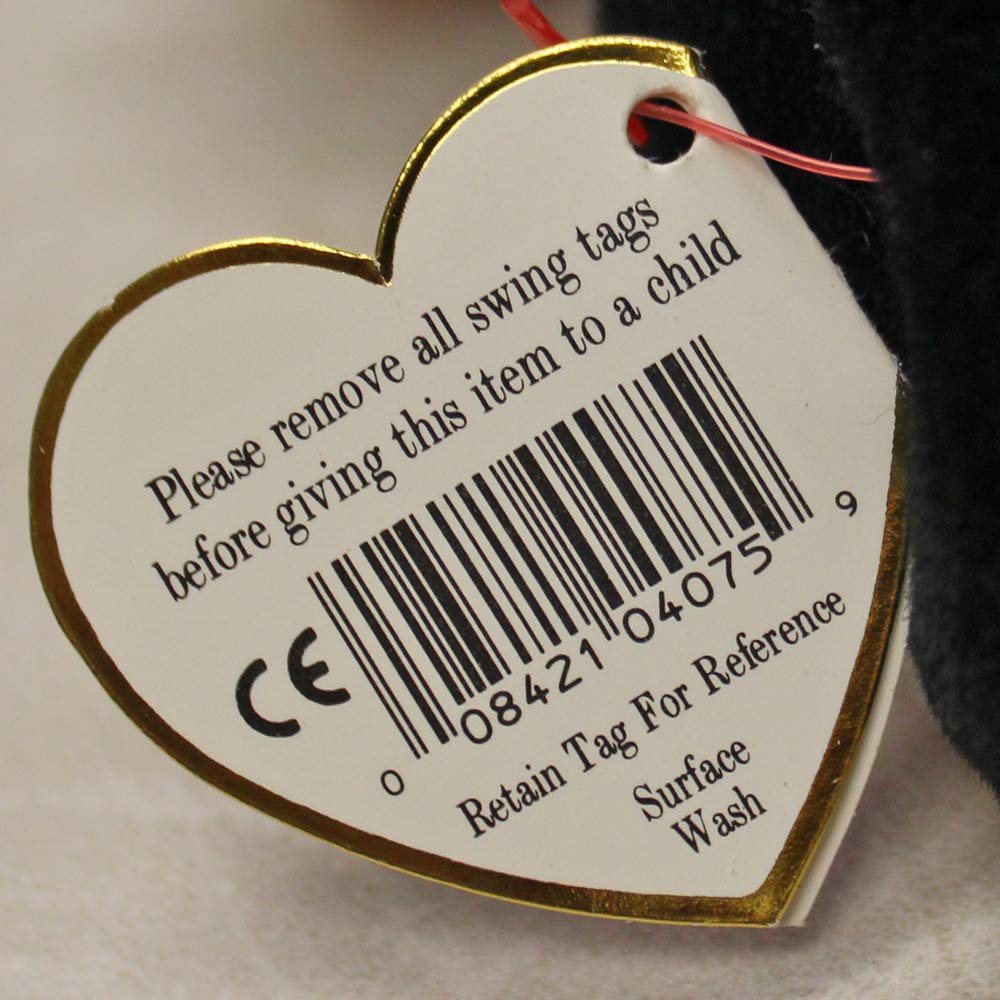 Please remove all swing tags
before giving this item to a child
CE
0 08421 04075 9
Retain Tag For Reference
Surface
Wash